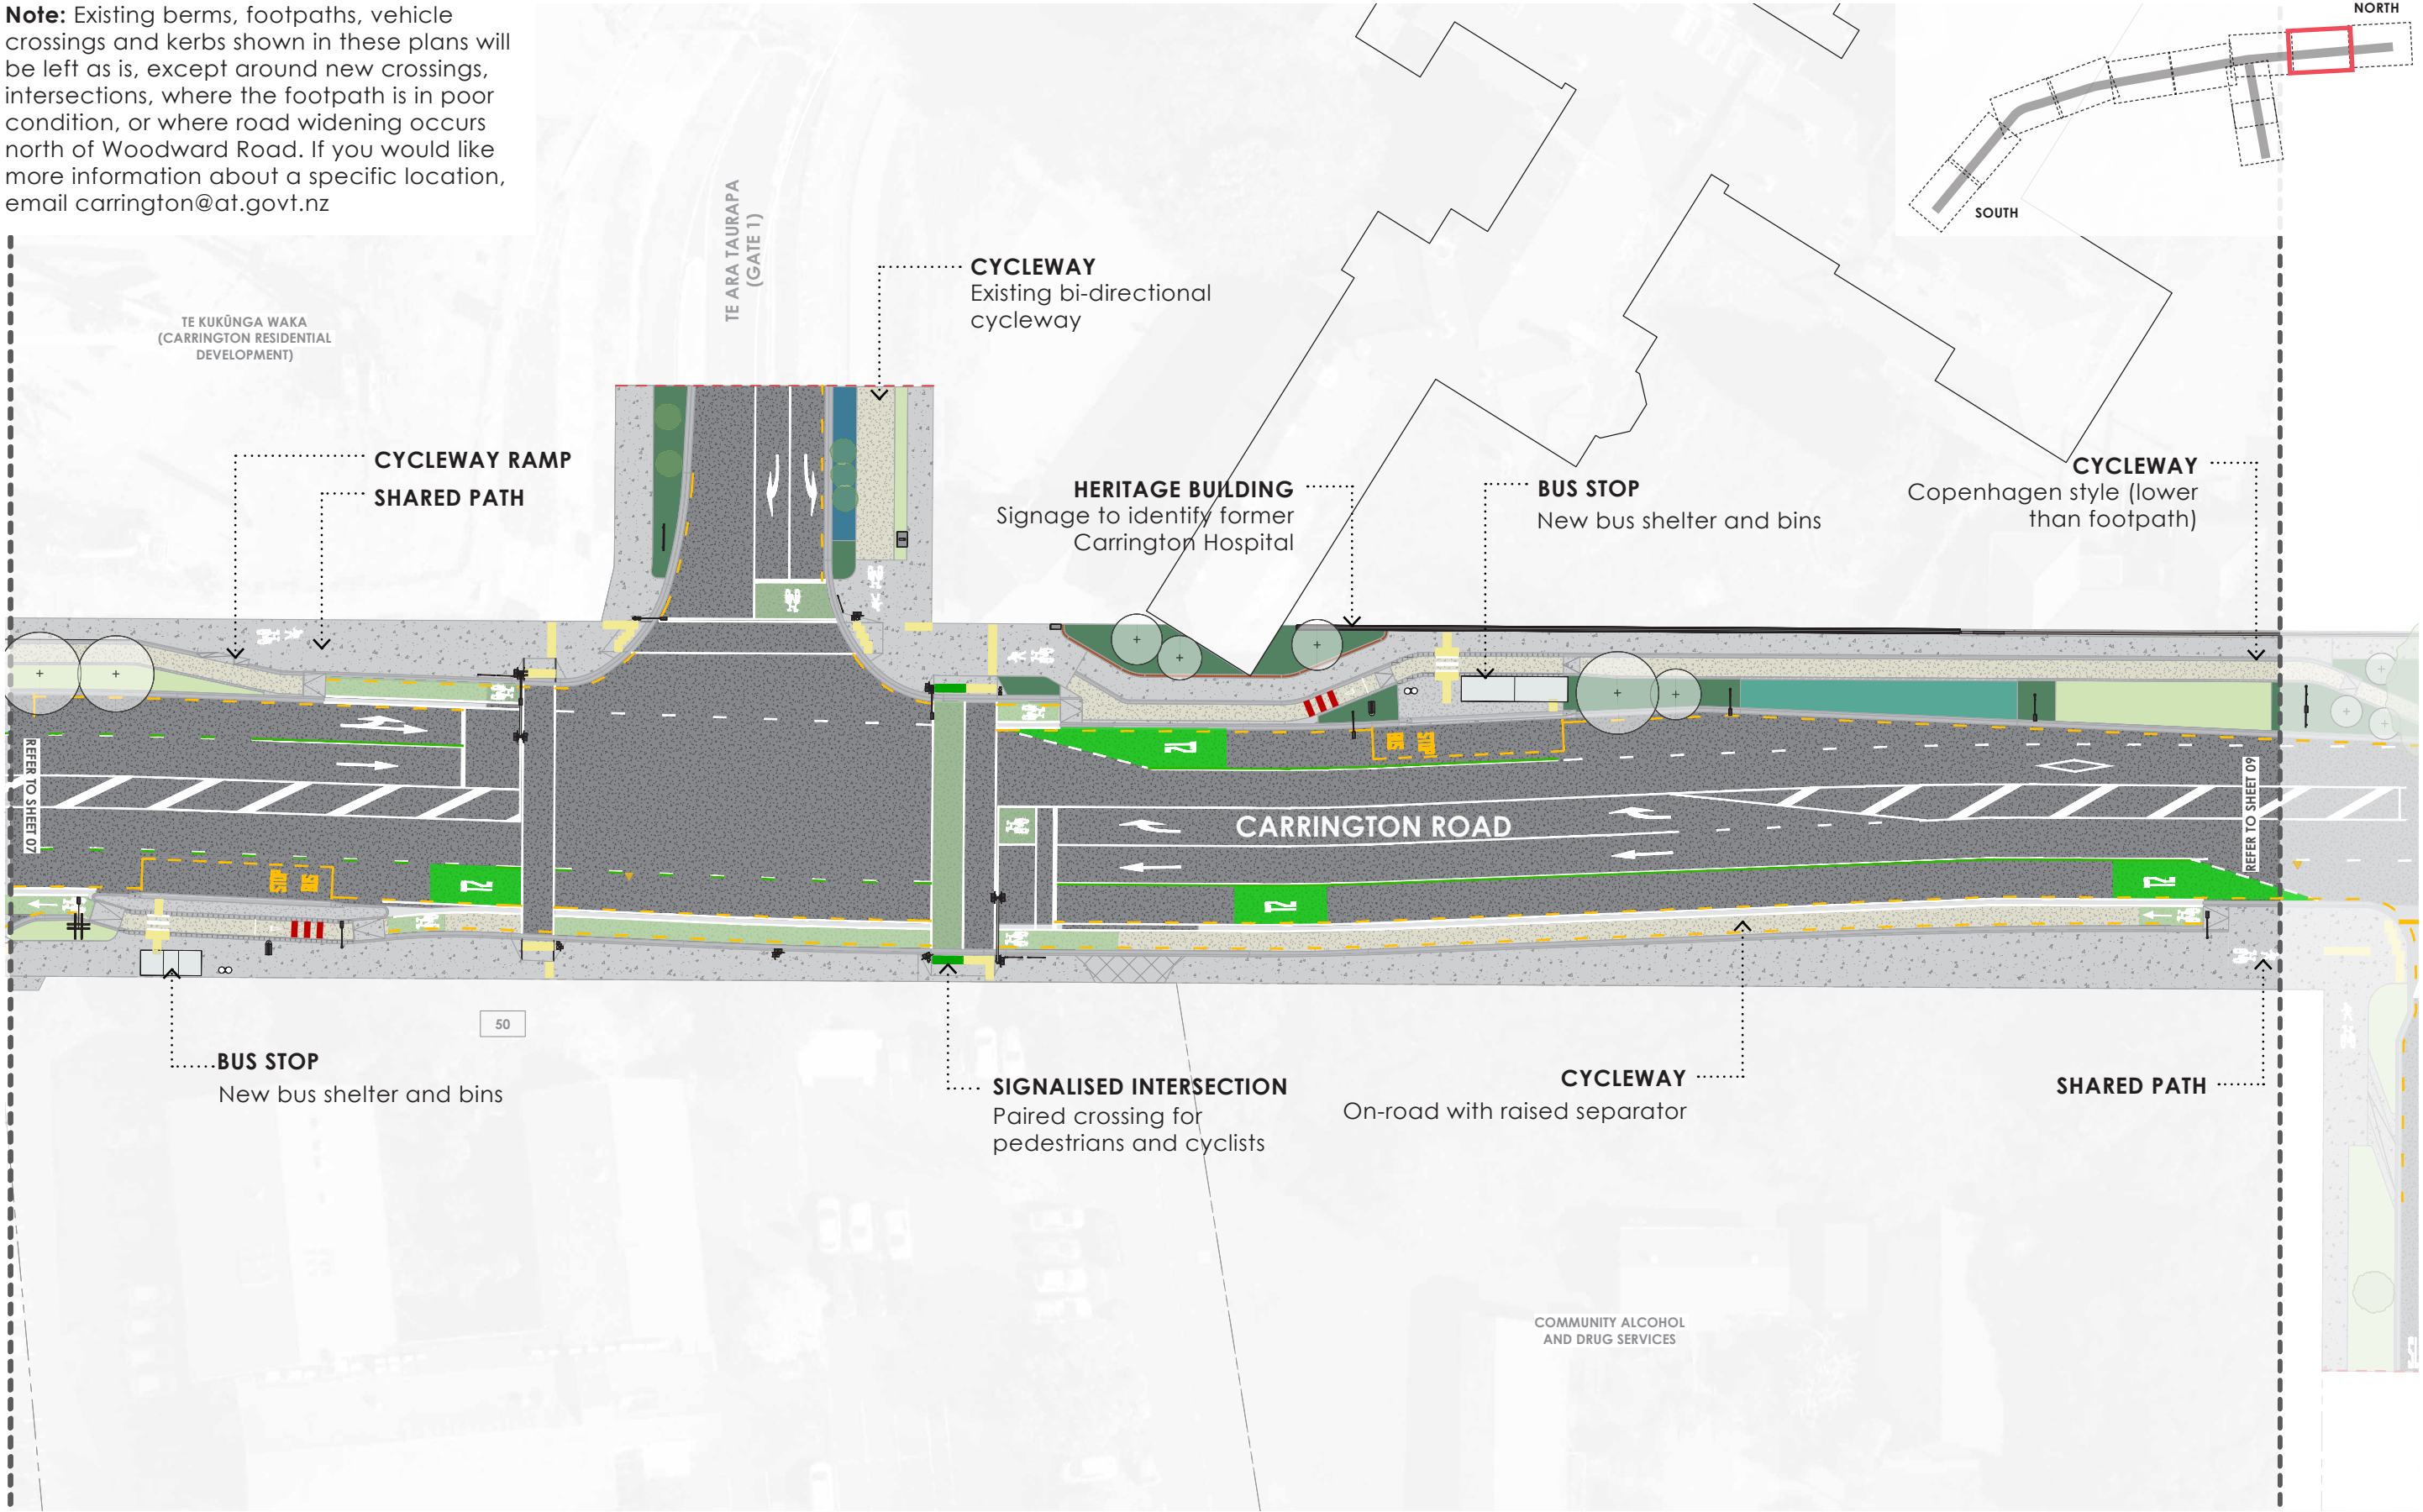 Note: Existing berms, footpaths, vehicle
crossings and kerbs shown in these plans will
be left as is, except around new crossings,
intersections, where the footpath is in poor
condition, or where road widening occurs
north of Woodward Road. If you would like
more information about a specific location,
email carrington@at.govt.nz
NORTH
SOUTH
TE ARA TAURAPA
(GATE 1)
CYCLEWAY
Existing bi-directional
cycleway
TE KUKŪNGA WAKA
(CARRINGTON RESIDENTIAL
DEVELOPMENT)
CYCLEWAY RAMP
SHARED PATH
HERITAGE BUILDING
Signage to identify former
Carrington Hospital
BUS STOP
New bus shelter and bins
CYCLEWAY
Copenhagen style (lower
than footpath)
BUS
STOP
REFER TO SHEET 07
REFER TO SHEET 09
CARRINGTON ROAD
STOP
BUS
50
BUS STOP
New bus shelter and bins
SIGNALISED INTERSECTION
Paired crossing for
pedestrians and cyclists
CYCLEWAY
On-road with raised separator
SHARED PATH
COMMUNITY ALCOHOL
AND DRUG SERVICES